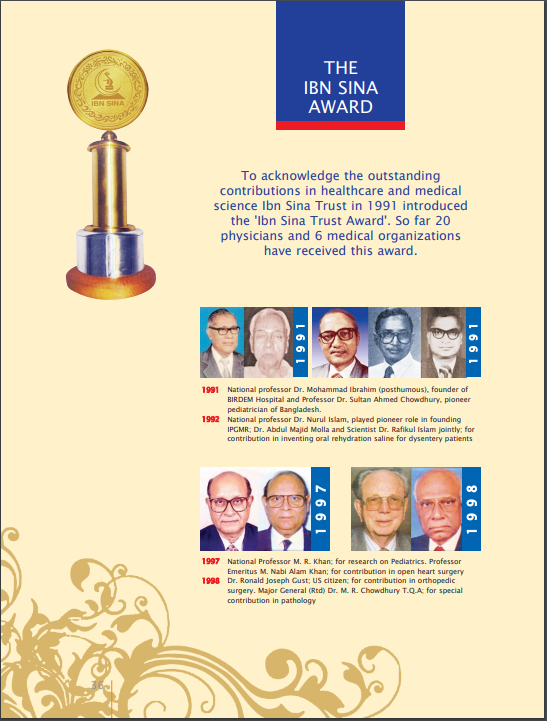 THE
IBN SINA
AWARD
IBN SINA
To acknowledge the outstanding
contributions in healthcare and medical
science Ibn Sina Trust in 1991 introduced
the 'Ibn Sina Trust Award'. So far 20
physicians and 6 medical organizations
have received this award.
1991
1991
1991 National professor Dr. Mohammad Ibrahim (posthumous), founder of
BIRDEM Hospital and Professor Dr. Sultan Ahmed Chowdhury, pioneer
pediatrician of Bangladesh.
1992 National professor Dr. Nurul Islam, played pioneer role in founding
IPGMR; Dr. Abdul Majid Molla and Scientist Dr. Rafikul Islam jointly; for
contribution in inventing oral rehydration saline for dysentery patients
1997
1998
1997 National Professor M. R. Khan; for research on Pediatrics. Professor
Emeritus M. Nabi Alam Khan; for contribution in open heart surgery
1998 Dr. Ronald Joseph Gust; US citizen; for contribution in orthopedic
surgery. Major General (Rtd) Dr. M. R. Chowdhury T.Q.A; for special
contribution in pathology
36